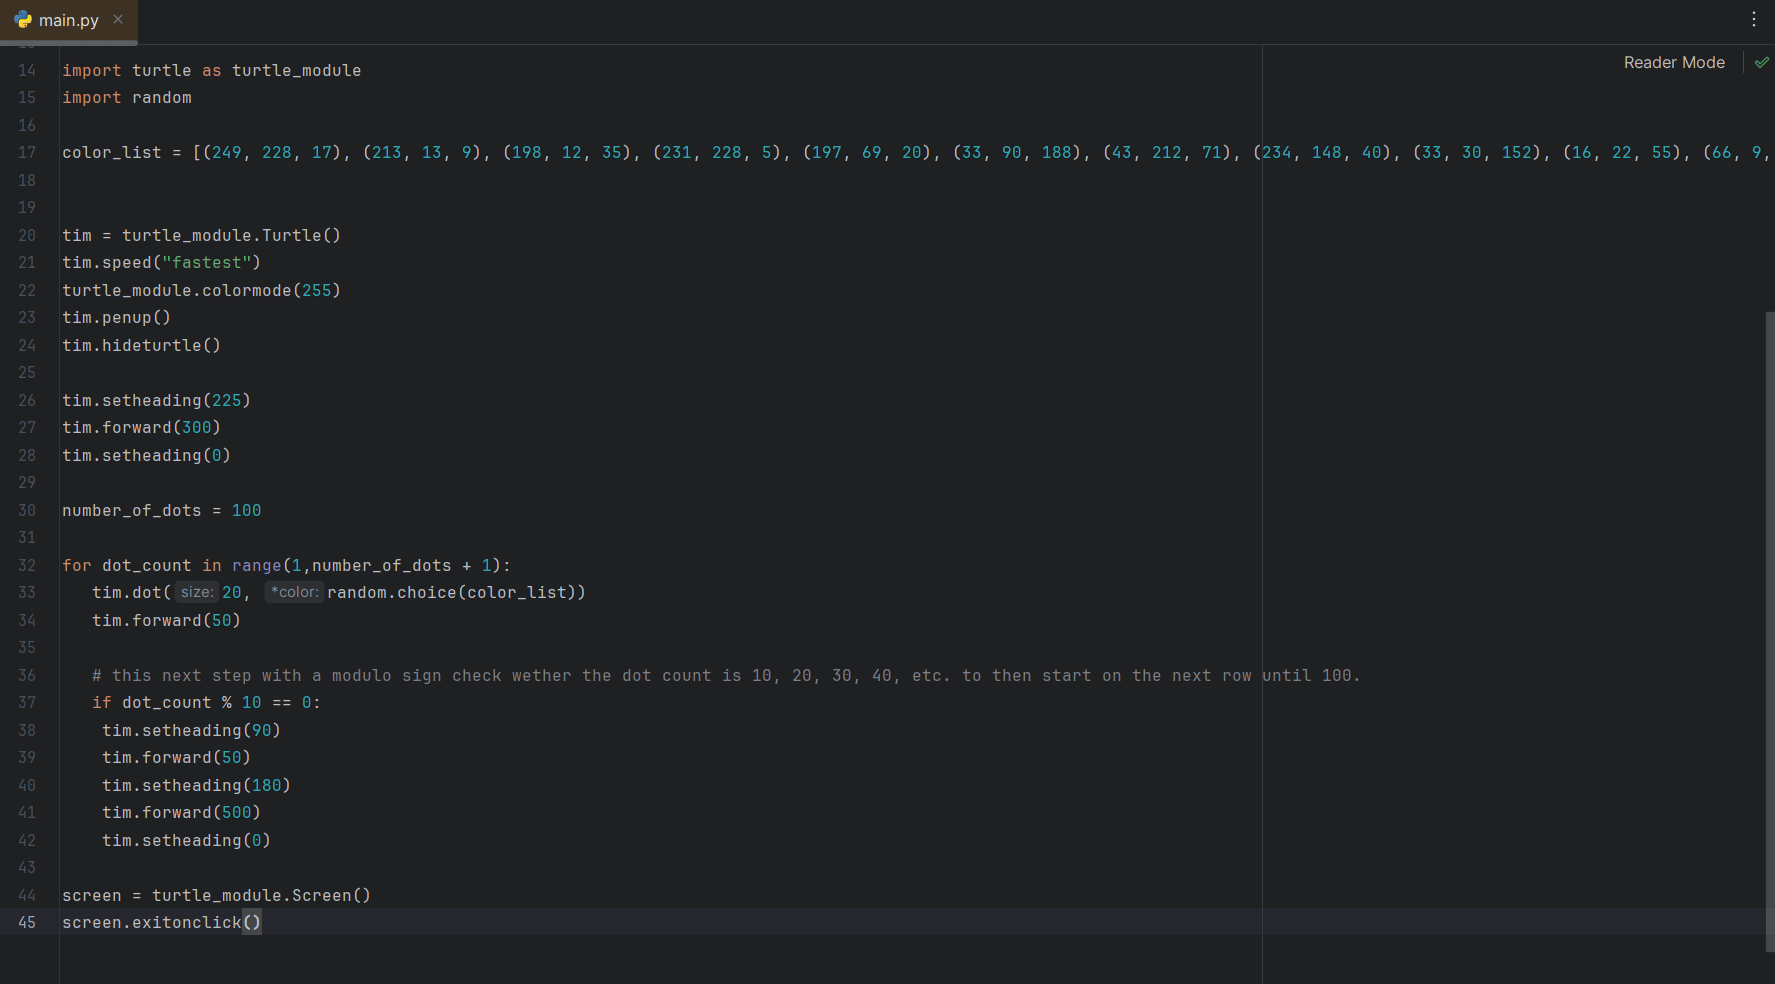 main.py
Reader Mode
14 import turtle as turtle_module
15 import random
16
17 color_list = [(249, 228, 17), (213, 13, 9), (198, 12, 35), (231, 228, 5), (197, 69, 20), (33, 90, 188), (43, 212, 71), (234, 148, 40), (33, 30, 152), (16, 22, 55), (66, 9,
18
19
20 tim = turtle_module.Turtle()
21 tim.speed("fastest")
22 turtle_module.colormode(255)
23 tim.penup()
24 tim.hideturtle()
25
26 tim.setheading(225)
27 tim.forward(300)
28 tim.setheading(0)
29
30 number_of_dots = 100
31
32 for dot_count in range(1,number_of_dots + 1):
33    tim.dot( size: 20,  *color: random.choice(color_list))
34    tim.forward(50)
35
36    # this next step with a modulo sign check wether the dot count is 10, 20, 30, 40, etc. to then start on the next row until 100.
37    if dot_count % 10 == 0:
38     tim.setheading(90)
39     tim.forward(50)
40     tim.setheading(180)
41     tim.forward(500)
42     tim.setheading(0)
43
44 screen = turtle_module.Screen()
45 screen.exitonclick()